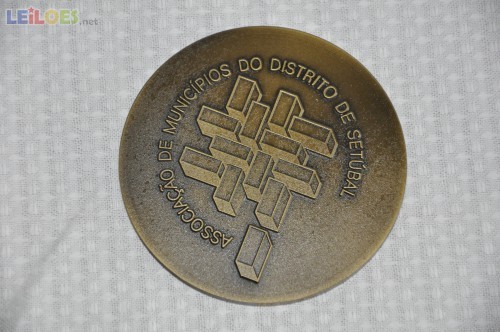 LEiLOES.net
ASSOCIAÇÃO DE MUNICÍPIOS DO DISTRITO DE SETÚBAL